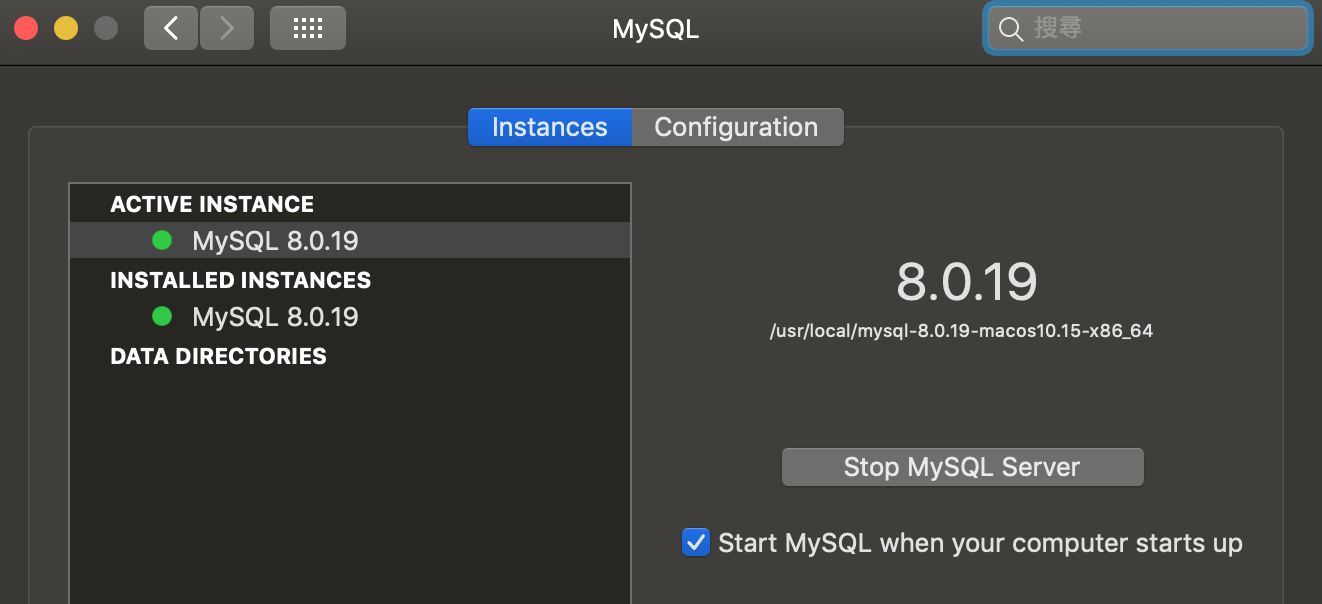 MySQL
搜尋
Instances
Configuration
ACTIVE INSTANCE
MySQL 8.0.19
INSTALLED INSTANCES
MySQL 8.0.19
DATA DIRECTORIES
8.0.19
/usr/local/mysql-8.0.19-macos10.15-x86_64
Stop MySQL Server
Start MySQL when your computer starts up